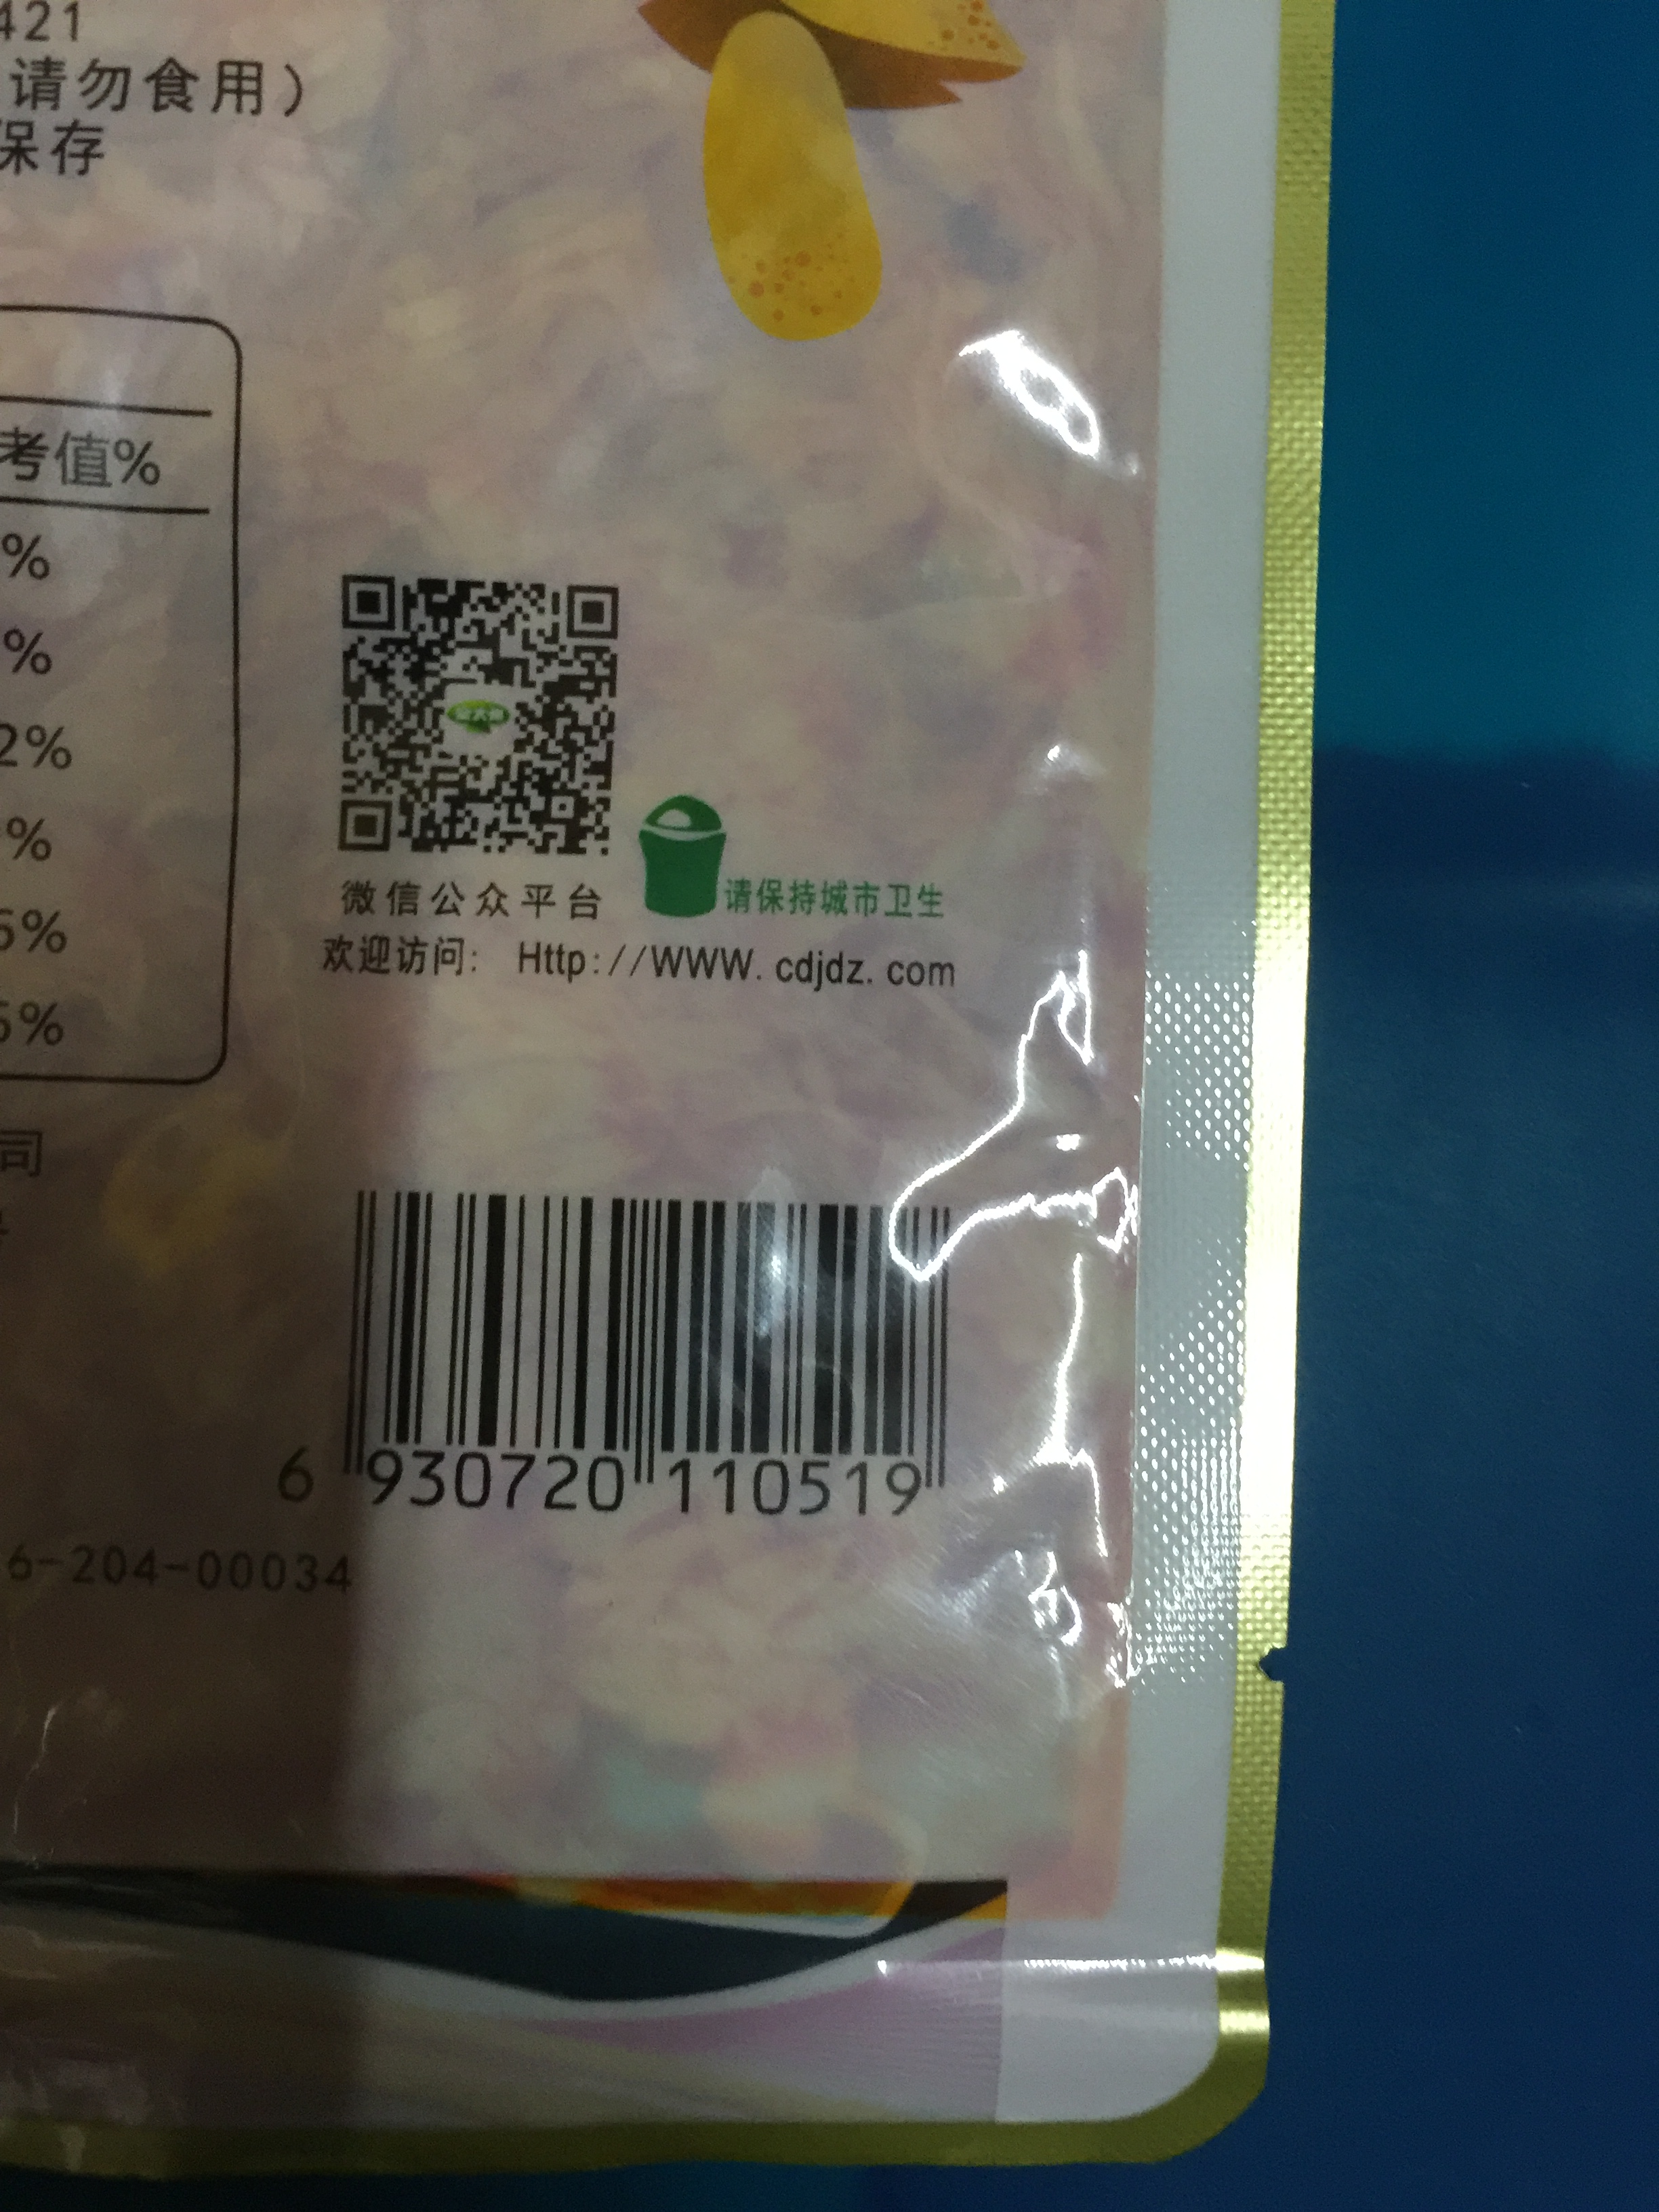 421
请勿食用）
保存
考值%
%
%
2%
%
5%
5%
微信公众平台
请保持城市卫生
欢迎访问： Http://WWW. cdjdz. com
司
6 930720 110519
6-204-00034